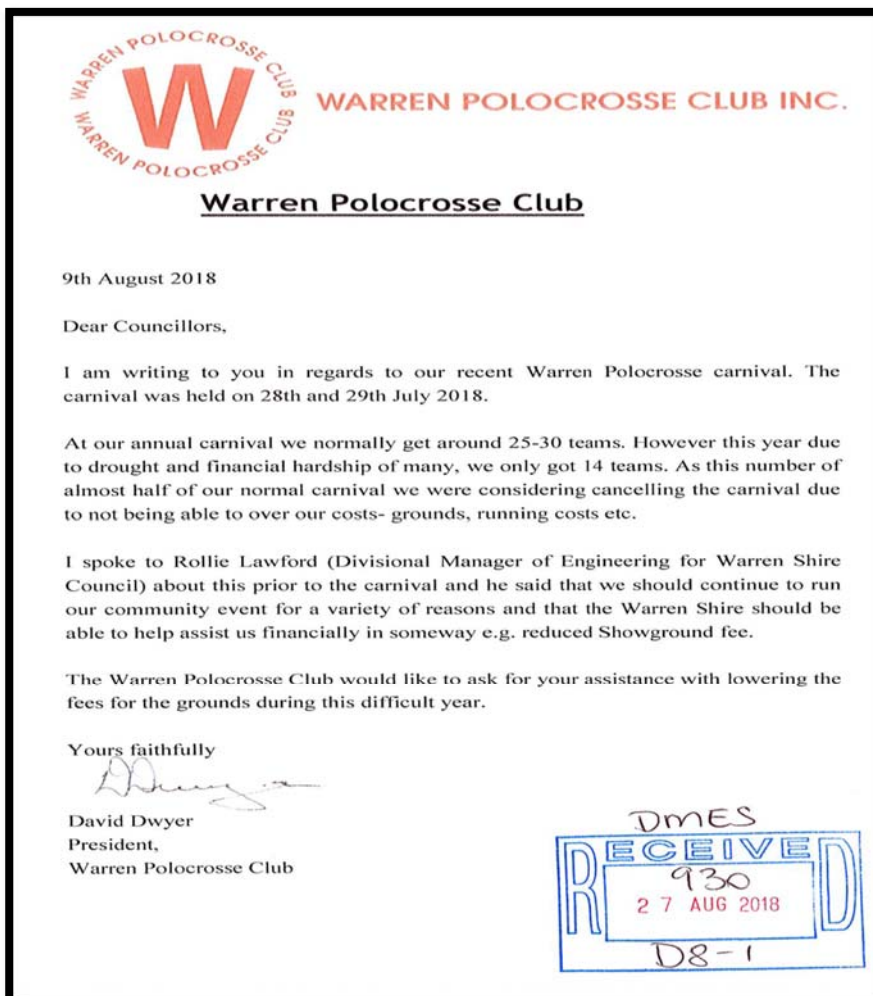 WARREN POLOCROSSE CLUB
WARREN POLOCROSSE CLUB
W
WARREN POLOCROSSE CLUB INC.
Warren Polocrosse Club
9th August 2018
Dear Councillors,
I am writing to you in regards to our recent Warren Polocrosse carnival. The
carnival was held on 28th and 29th July 2018.
At our annual carnival we normally get around 25-30 teams. However this year due
to drought and financial hardship of many, we only got 14 teams. As this number of
almost half of our normal carnival we were considering cancelling the carnival due
to not being able to over our costs- grounds, running costs etc.
I spoke to Rollie Lawford (Divisional Manager of Engineering for Warren Shire
Council) about this prior to the carnival and he said that we should continue to run
our community event for a variety of reasons and that the Warren Shire should be
able to help assist us financially in someway e.g. reduced Showground fee.
The Warren Polocrosse Club would like to ask for your assistance with lowering the
fees for the grounds during this difficult year.
Yours faithfully
David Dwyer
President,
Warren Polocrosse Club
DMES
RECEIVED
930
27 AUG 2018
D8-1